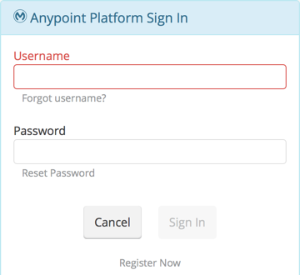 Anypoint Platform Sign In
Username
Forgot username?
Password
Reset Password
Cancel Sign In
Register Now